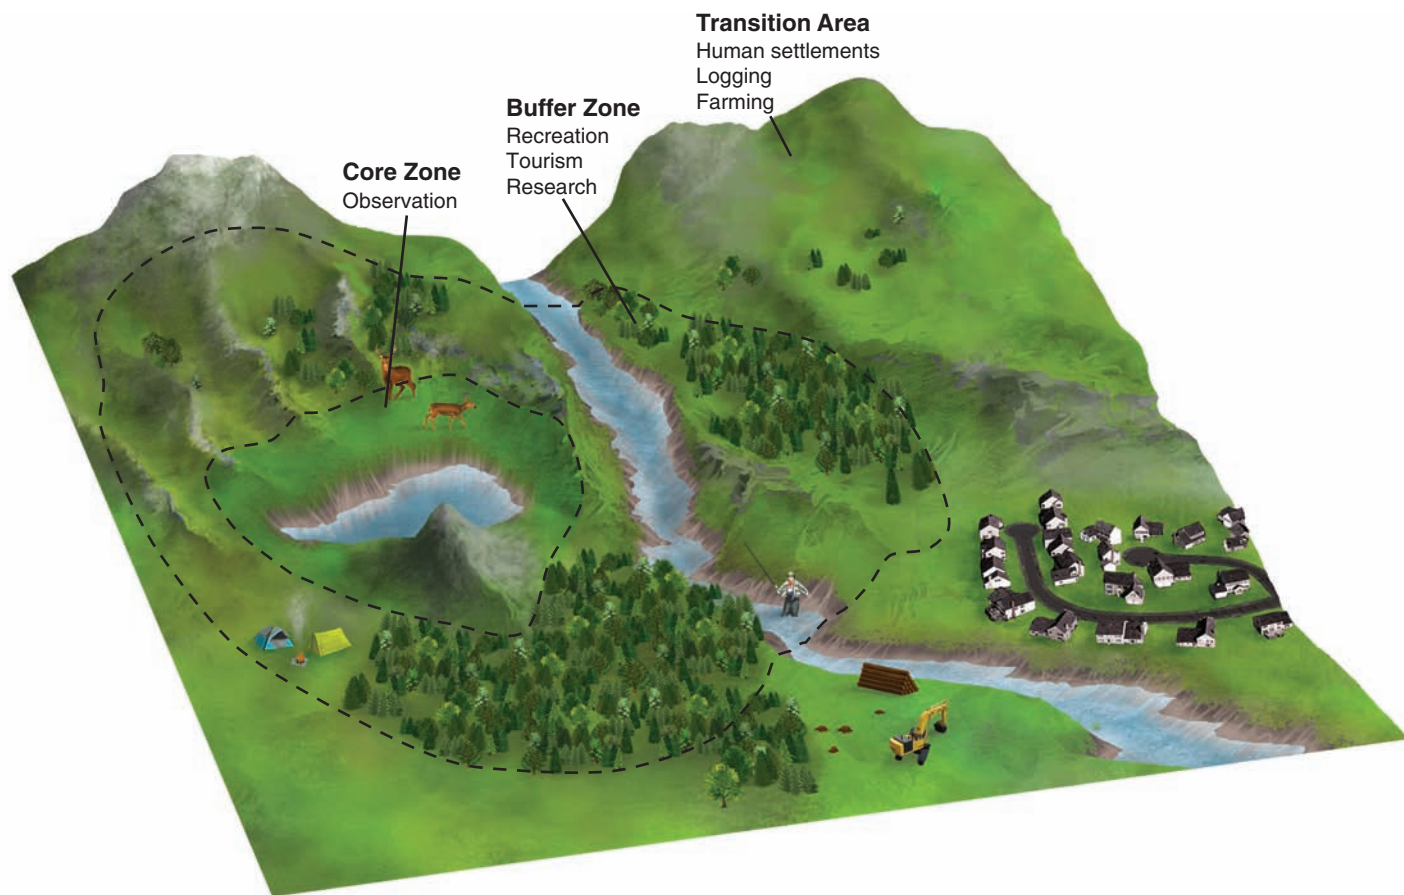 Transition Area
Human settlements
Logging
Farming
Buffer Zone
Recreation
Tourism
Research
Core Zone
Observation